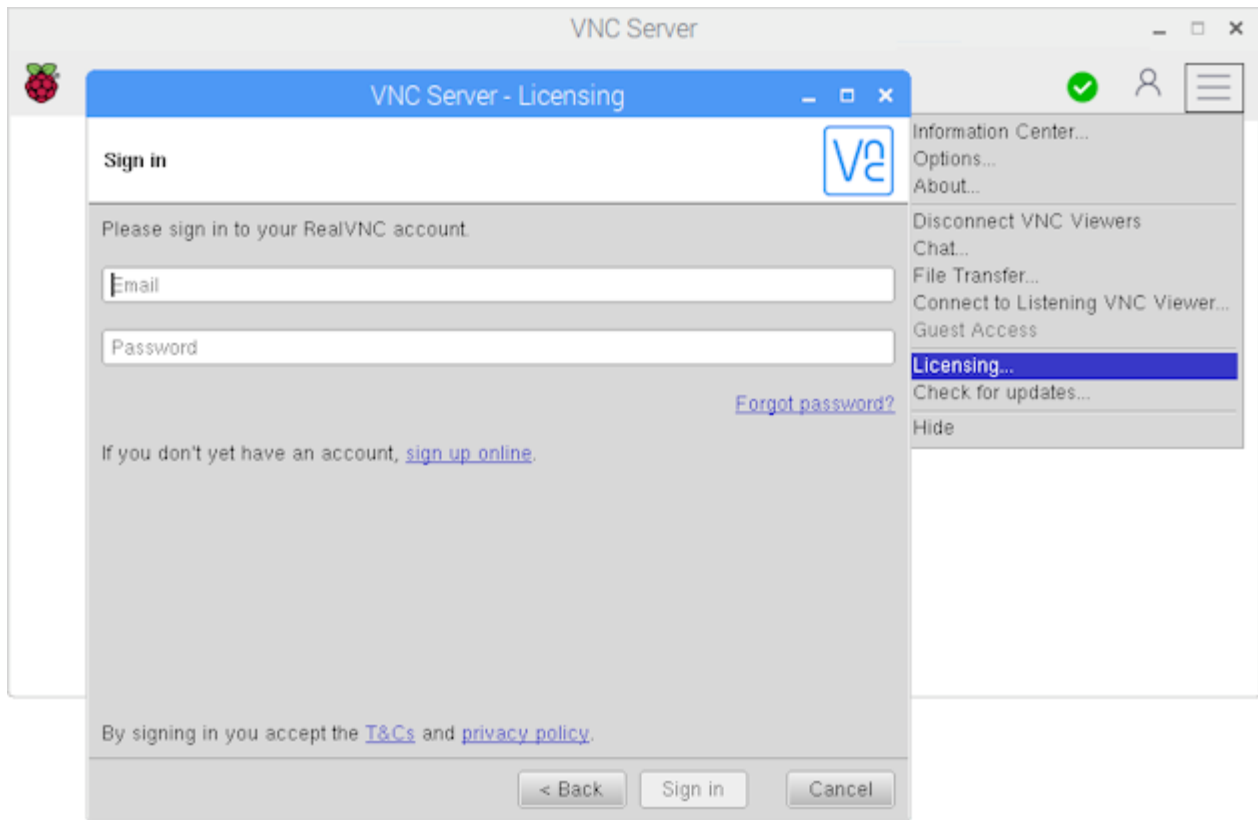 VNC Server
VNC Server - Licensing
Sign in
Vnc
Please sign in to your RealVNC account.
Email
Password
Forgot password?
If you don't yet have an account, sign up online.
By signing in you accept the T&Cs and privacy policy.
< Back
Sign in
Cancel
Information Center...
Options...
About...
Disconnect VNC Viewers
Chat...
File Transfer...
Connect to Listening VNC Viewer...
Guest Access
Licensing...
Check for updates...
Hide